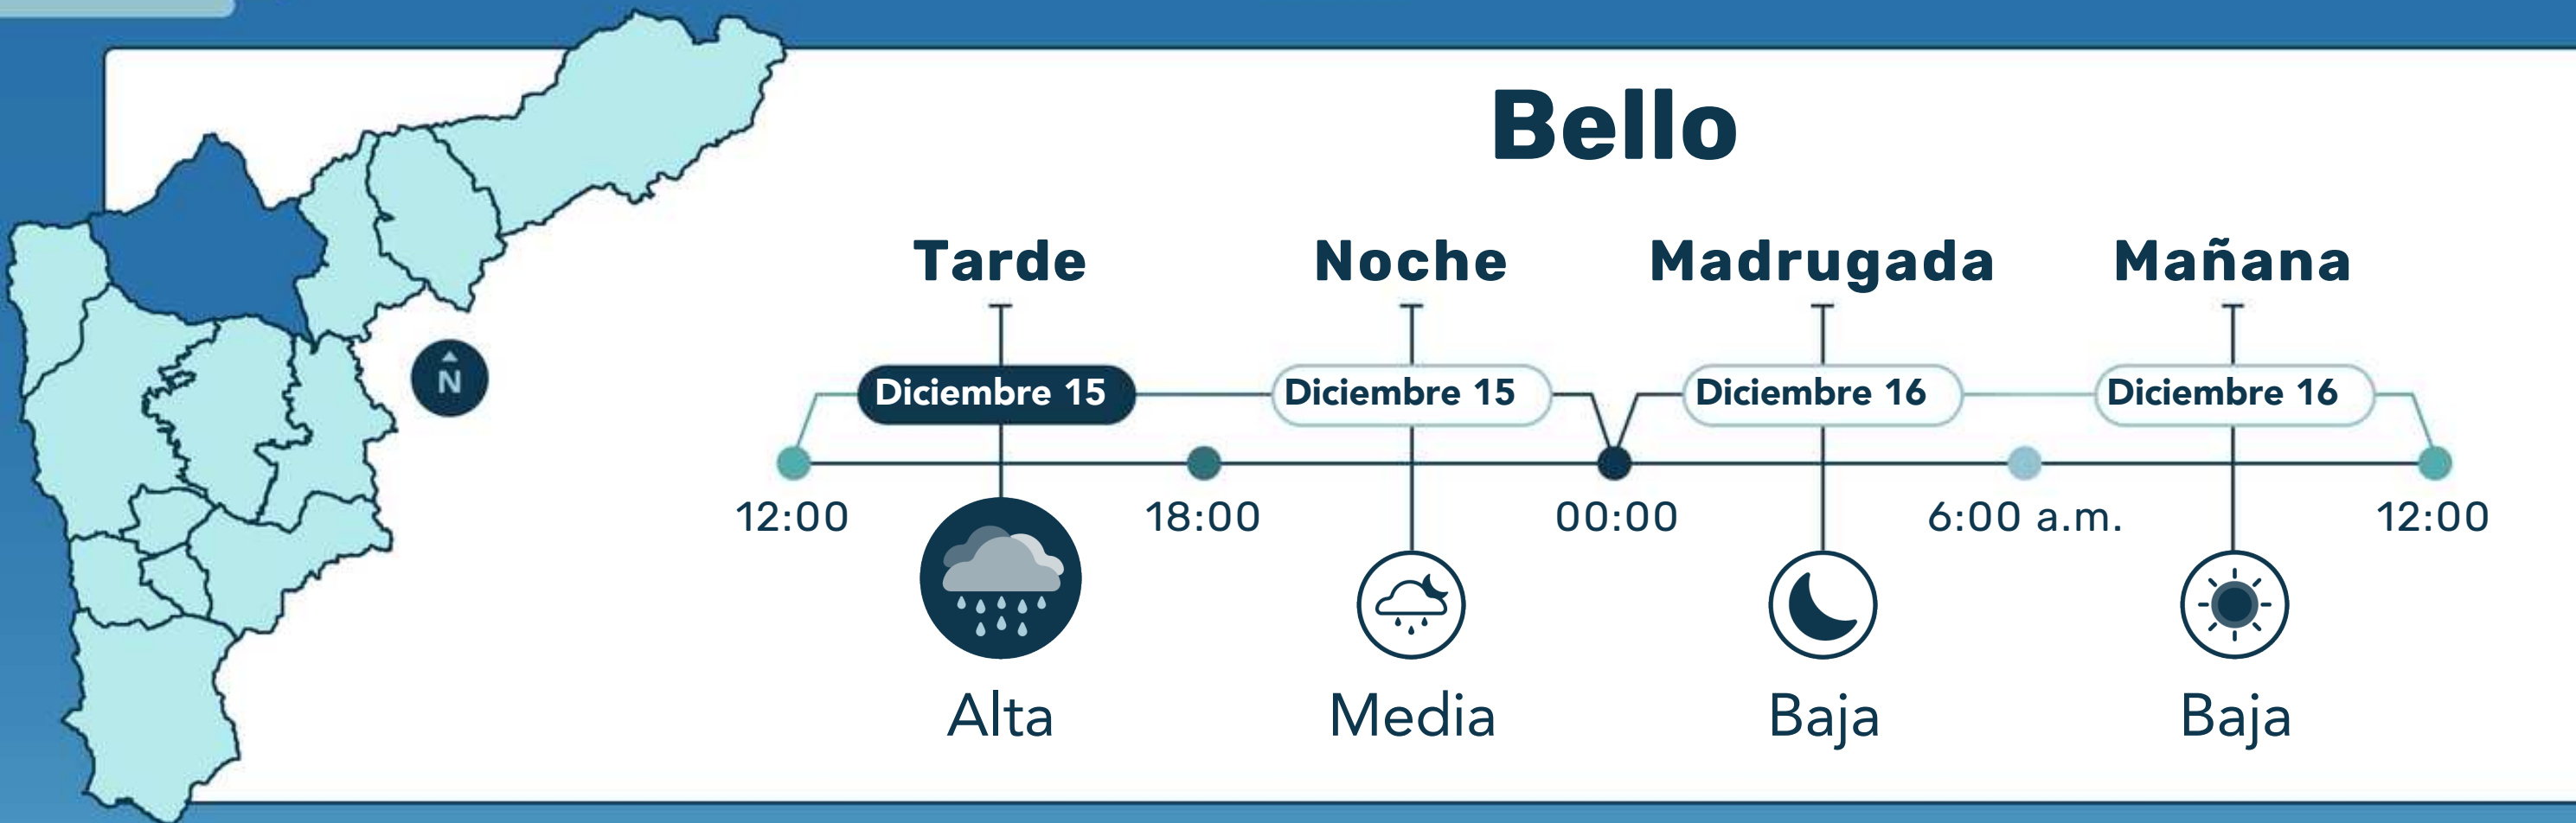 Bello
Tarde Noche Madrugada Mañana
Diciembre 15 Diciembre 15 Diciembre 16 Diciembre 16
N
12:00 18:00 00:00 6:00 a.m. 12:00
Alta Media Baja Baja